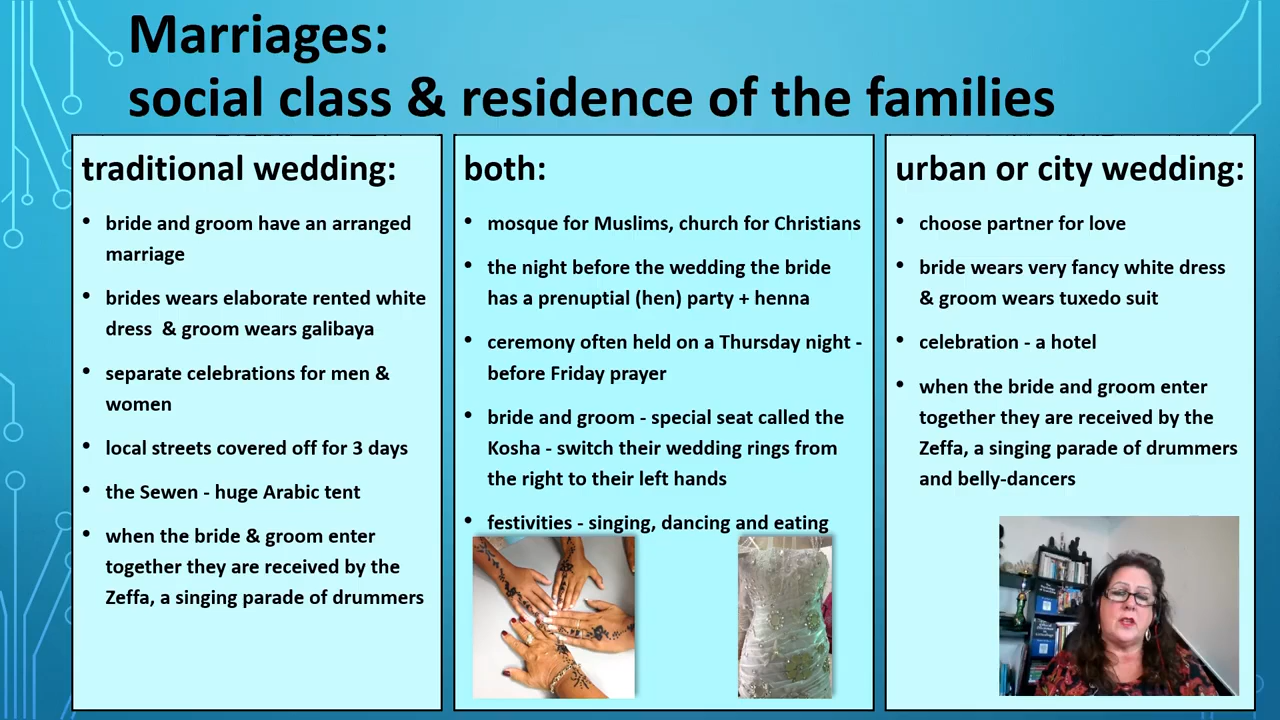 Marriages:
social class & residence of the families
traditional wedding:
• bride and groom have an arranged
marriage
• brides wears elaborate rented white
dress & groom wears galibaya
• separate celebrations for men &
women
• local streets covered off for 3 days
• the Sewen - huge Arabic tent
• when the bride & groom enter
together they are received by the
Zeffa, a singing parade of drummers
both:
• mosque for Muslims, church for Christians
• the night before the wedding the bride
has a prenuptial (hen) party + henna
• ceremony often held on a Thursday night -
before Friday prayer
• bride and groom - special seat called the
Kosha - switch their wedding rings from
the right to their left hands
• festivities - singing, dancing and eating
urban or city wedding:
• choose partner for love
• bride wears very fancy white dress
& groom wears tuxedo suit
• celebration - a hotel
• when the bride and groom enter
together they are received by the
Zeffa, a singing parade of drummers
and belly-dancers